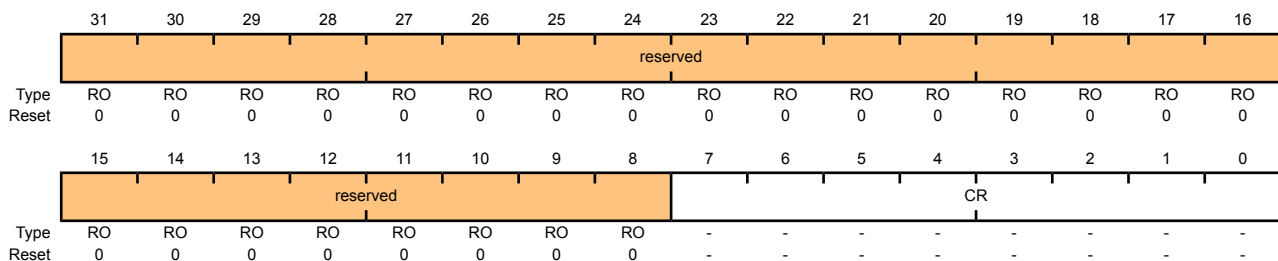 31 30 29 28 27 26 25 24 23 22 21 20 19 18 17 16
reserved
Type RO RO RO RO RO RO RO RO RO RO RO RO RO RO RO RO
Reset 0 0 0 0 0 0 0 0 0 0 0 0 0 0 0 0
15 14 13 12 11 10 9 8 7 6 5 4 3 2 1 0
reserved CR
Type RO RO RO RO RO RO RO RO - - - - - - - -
Reset 0 0 0 0 0 0 0 0 - - - - - - - -